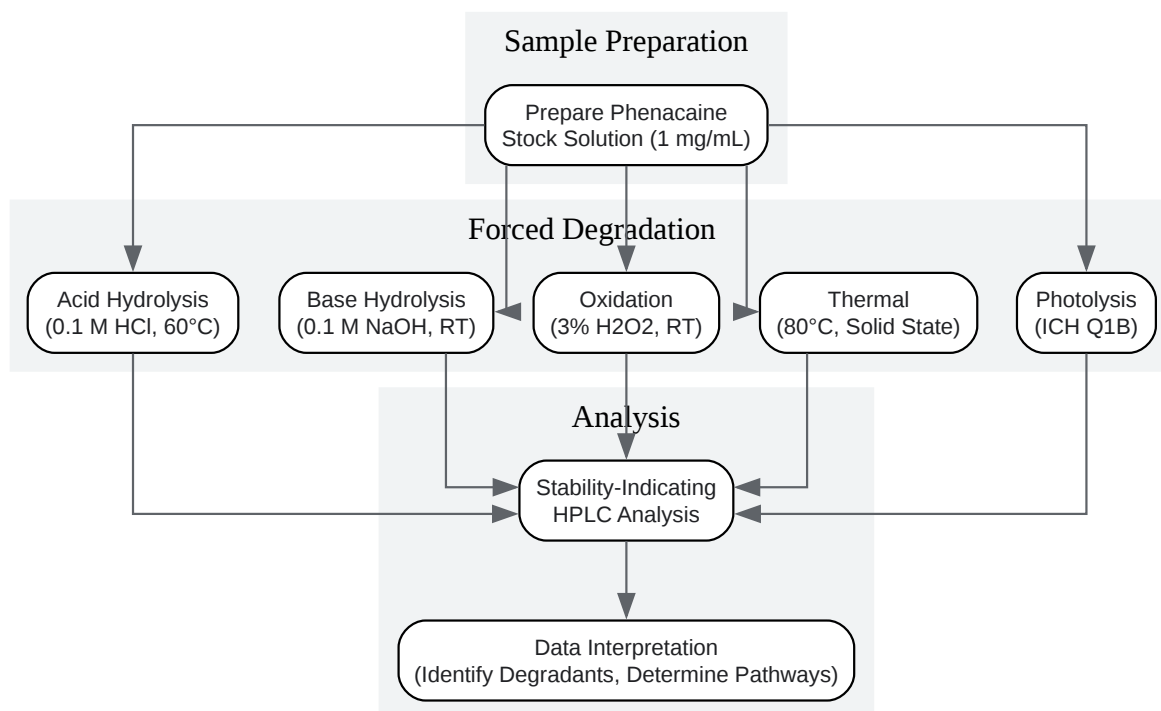 Sample Preparation
Prepare Phenacaine
Stock Solution (1 mg/mL)
Forced Degradation
Acid Hydrolysis
(0.1 M HCl, 60°C)
Base Hydrolysis
(0.1 M NaOH, RT)
Oxidation
(3% H2O2, RT)
Thermal
(80°C, Solid State)
Photolysis
(ICH Q1B)
Analysis
Stability-Indicating
HPLC Analysis
Data Interpretation
(Identify Degradants, Determine Pathways)